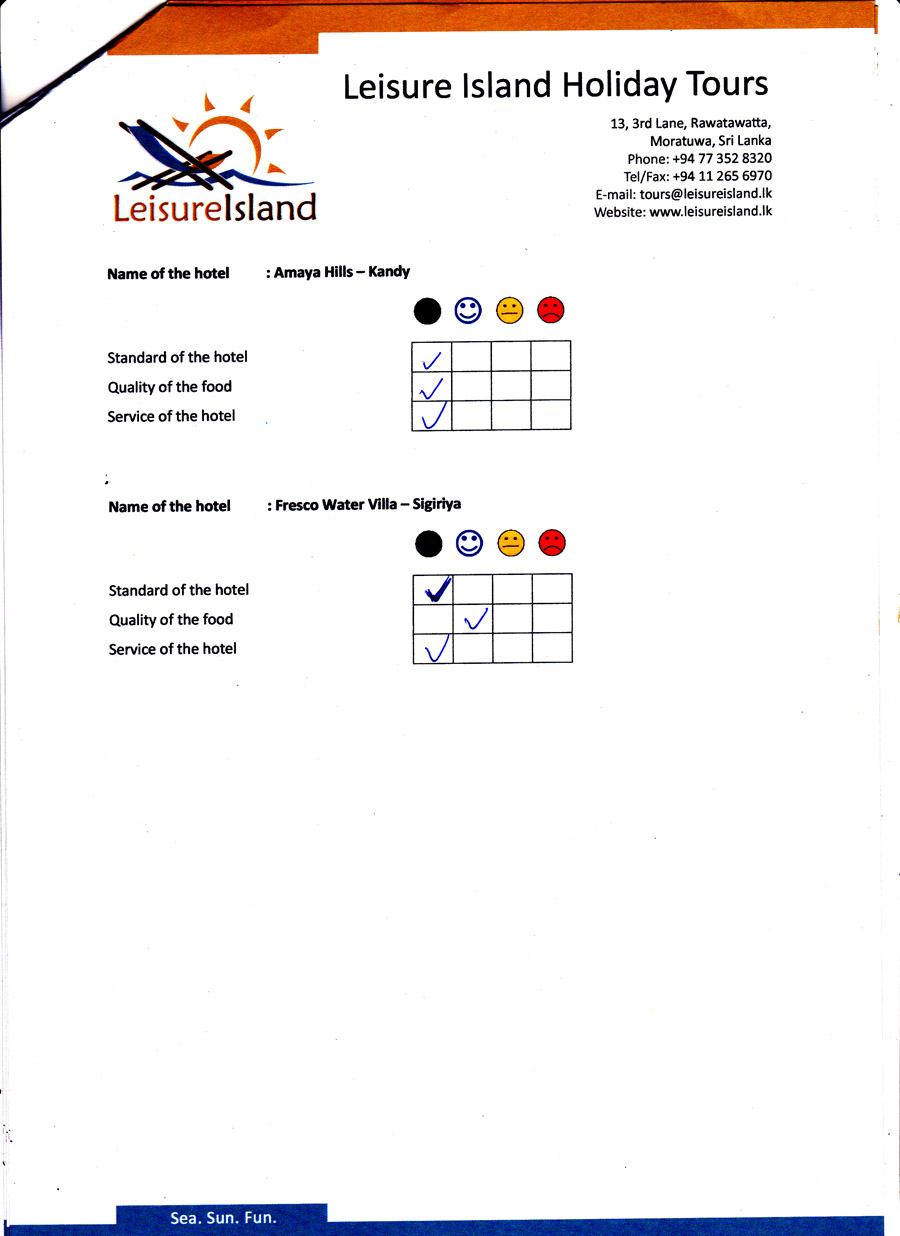 Leisure Island Holiday Tours
13, 3rd Lane, Rawatawatta,
Moratuwa, Sri Lanka
Phone: +94 77 352 8320
Tel/Fax: +94 11 265 6970
E-mail: tours@leisureisland.lk
Website: www.leisureisland.lk
LeisureIsland
Name of the hotel : Amaya Hills – Kandy
Standard of the hotel
Quality of the food
Service of the hotel
Name of the hotel : Fresco Water Villa – Sigiriya
Standard of the hotel
Quality of the food
Service of the hotel
Sea. Sun. Fun.